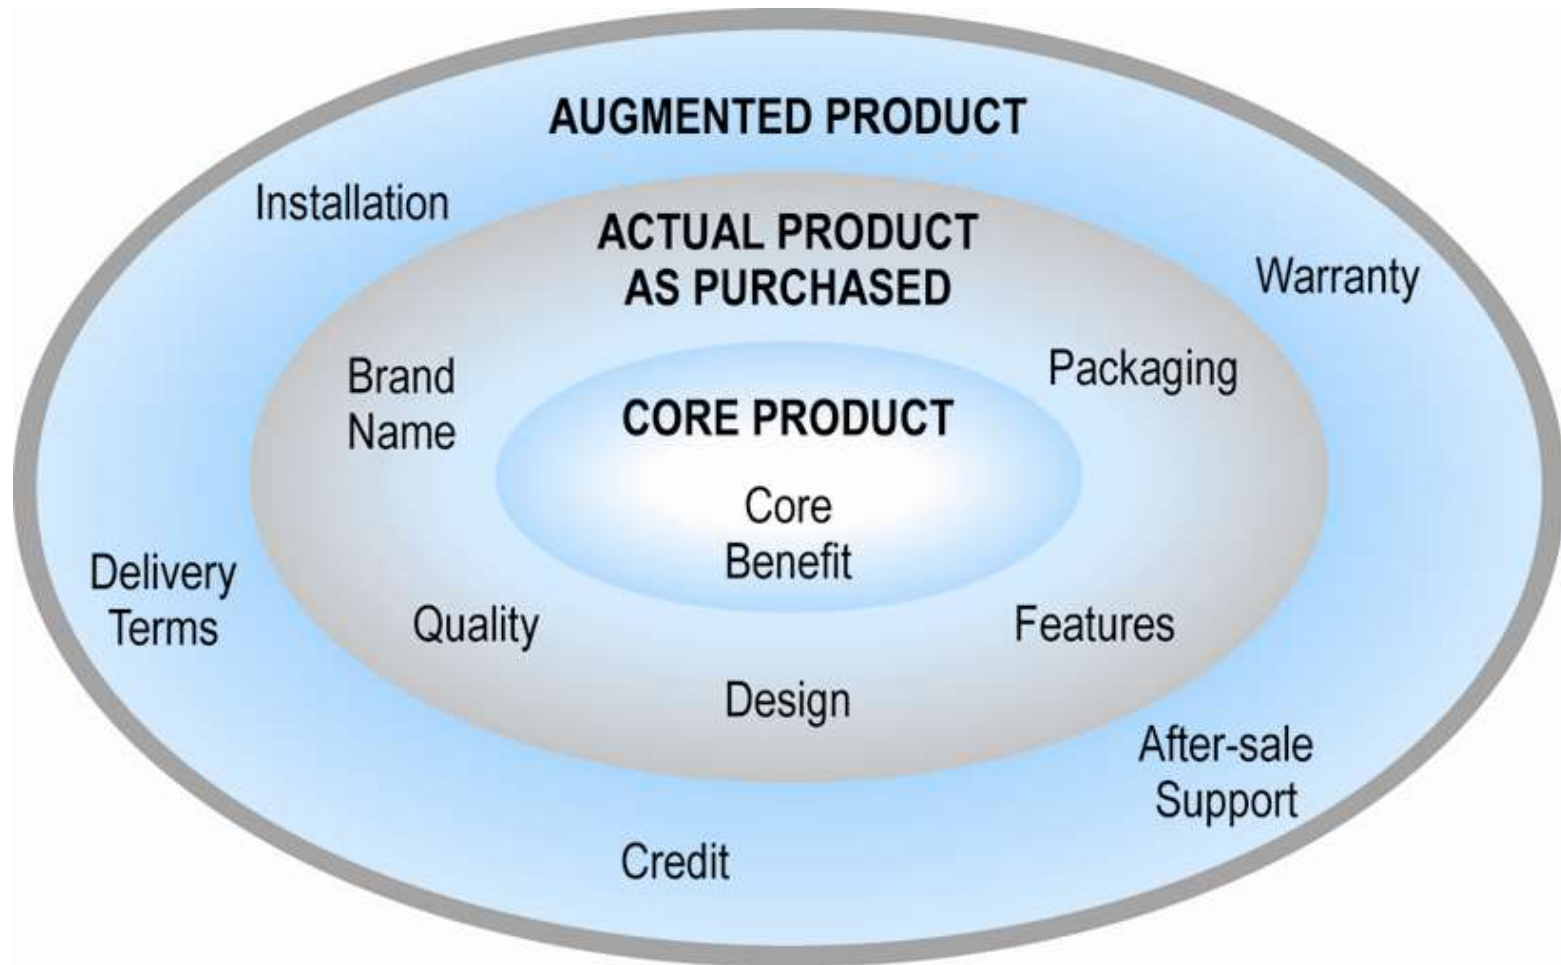 AUGMENTED PRODUCT
Installation
ACTUAL PRODUCT
AS PURCHASED
Warranty
Brand
Name
Packaging
CORE PRODUCT
Core
Benefit
Delivery
Terms
Quality
Features
Design
After-sale
Support
Credit